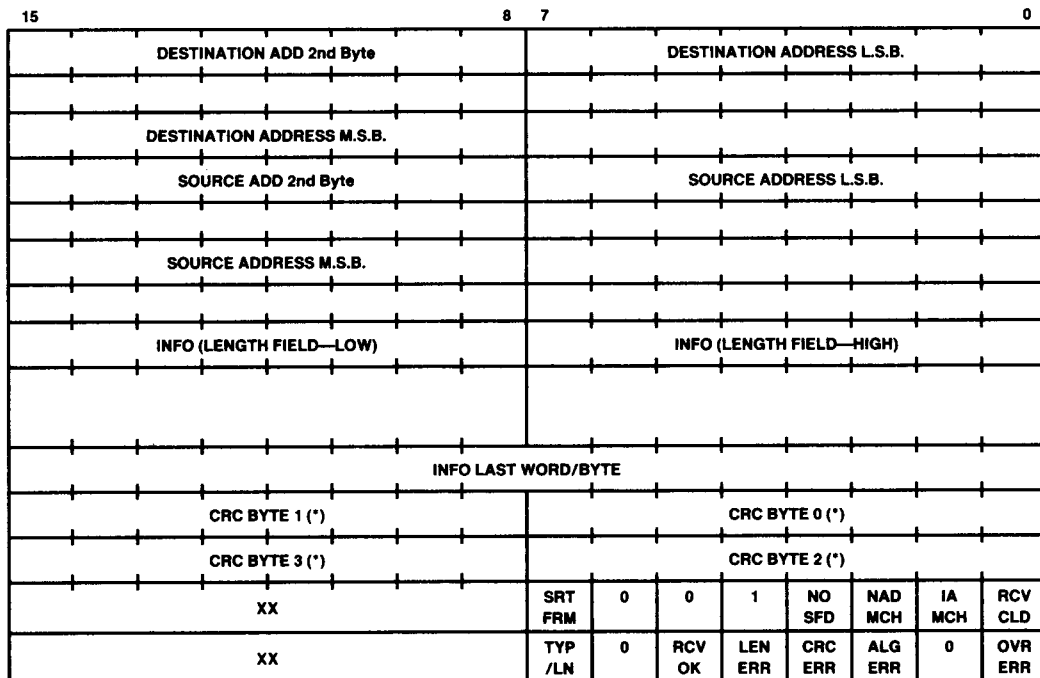 15 8 7 0
DESTINATION ADD 2nd Byte DESTINATION ADDRESS L.S.B.
DESTINATION ADDRESS M.S.B.
SOURCE ADD 2nd Byte SOURCE ADDRESS L.S.B.
SOURCE ADDRESS M.S.B.
INFO (LENGTH FIELD—LOW) INFO (LENGTH FIELD—HIGH)
INFO LAST WORD/BYTE
CRC BYTE 1 (*) CRC BYTE 0 (*)
CRC BYTE 3 (*) CRC BYTE 2 (*)
XX SRT FRM 0 0 1 NO SFD NAD MCH IA MCH RCV CLD
XX TYP /LN 0 RCV OK LEN ERR CRC ERR ALG ERR 0 OVR ERR